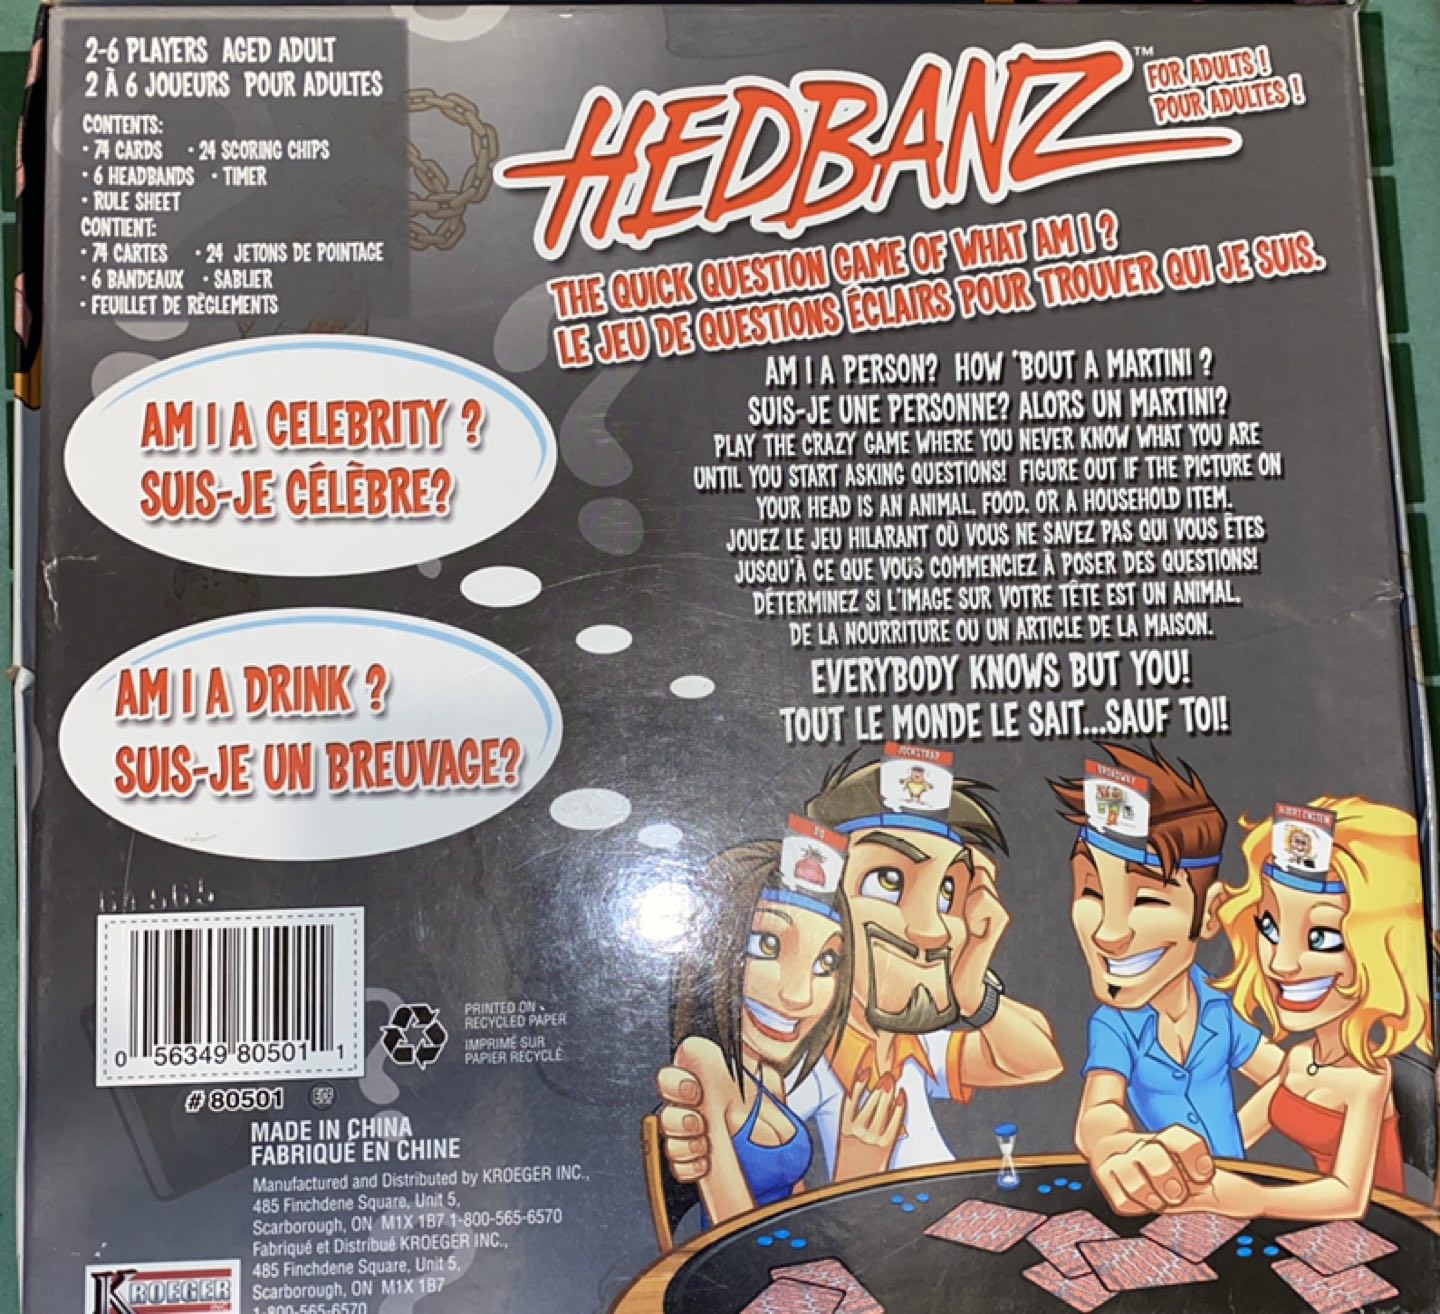 2-6 PLAYERS AGED ADULT
2 À 6 JOUEURS POUR ADULTES
CONTENTS:
• 74 CARDS • 24 SCORING CHIPS
• 6 HEADBANDS • TIMER
• RULE SHEET
CONTIENT:
• 74 CARTES • 24 JETONS DE POINTAGE
• 6 BANDEAUX • SABLIER
• FEUILLET DE RÈGLEMENTS
HEDBANZ™
FOR ADULTS !
POUR ADULTES !
THE QUICK QUESTION GAME OF WHAT AM I ?
LE JEU DE QUESTIONS ÉCLAIRS POUR TROUVER QUI JE SUIS.
AM I A PERSON? HOW 'BOUT A MARTINI ?
SUIS-JE UNE PERSONNE? ALORS UN MARTINI?
PLAY THE CRAZY GAME WHERE YOU NEVER KNOW WHAT YOU ARE
UNTIL YOU START ASKING QUESTIONS! FIGURE OUT IF THE PICTURE ON
YOUR HEAD IS AN ANIMAL, FOOD, OR A HOUSEHOLD ITEM.
JOUEZ LE JEU HILARANT OÙ VOUS NE SAVEZ PAS QUI VOUS ÊTES
JUSQU'À CE QUE VOUS COMMENCIEZ À POSER DES QUESTIONS!
DÉTERMINEZ SI L'IMAGE SUR VOTRE TÊTE EST UN ANIMAL,
DE LA NOURRITURE OU UN ARTICLE DE LA MAISON.
EVERYBODY KNOWS BUT YOU!
TOUT LE MONDE LE SAIT...SAUF TOI!
AM I A CELEBRITY ?
SUIS-JE CÉLÈBRE?
AM I A DRINK ?
SUIS-JE UN BREUVAGE?
JOCKSTRAP
BROADWAY
ALBERT EINSTEIN
0 56349 80501 1
# 80501
PRINTED ON
RECYCLED PAPER
IMPRIMÉ SUR
PAPIER RECYCLÉ
MADE IN CHINA
FABRIQUÉ EN CHINE
Manufactured and Distributed by KROEGER INC.,
485 Finchdene Square, Unit 5,
Scarborough, ON M1X 1B7 1-800-565-6570
Fabriqué et Distribué KROEGER INC.,
485 Finchdene Square, Unit 5,
Scarborough, ON M1X 1B7
1-800-565-6570
KROEGER
INC.